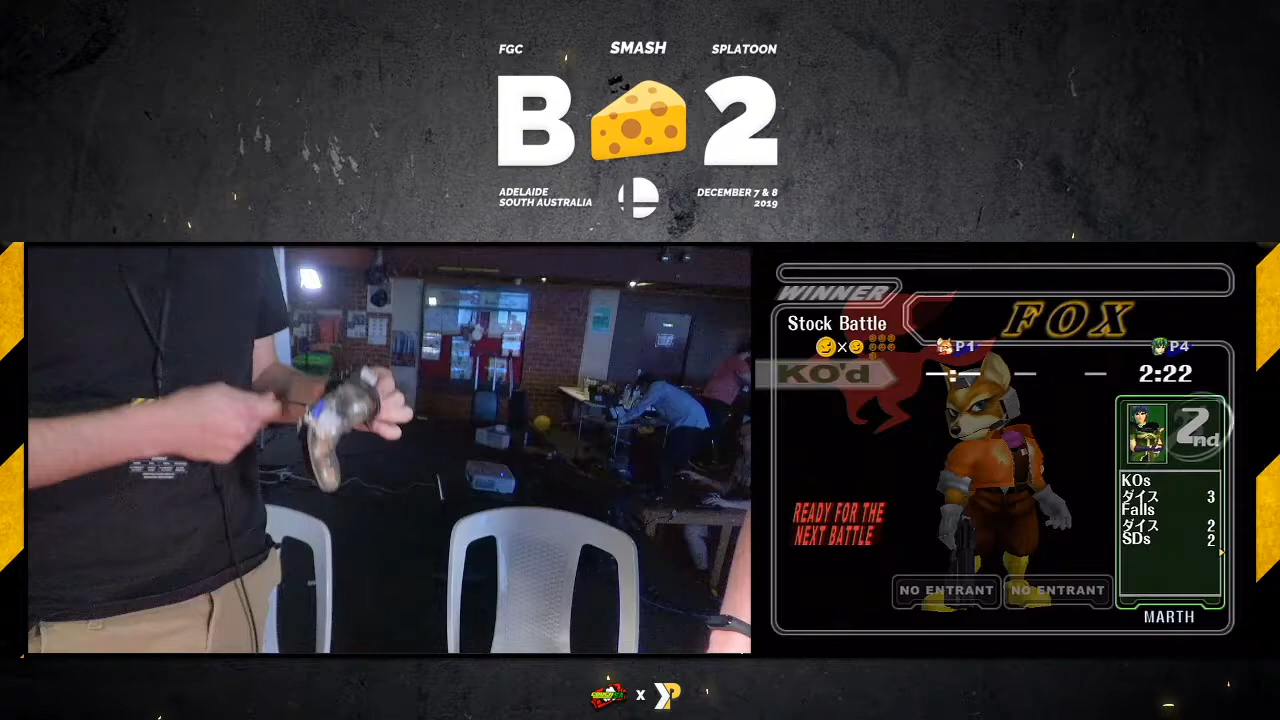 FGC
SMASH
SPLATOON
B 2
ADELAIDE
SOUTH AUSTRALIA
DECEMBER 7 & 8
2019
WINNER
FOX
Stock Battle
P1
P4
KO'd
2:22
2nd
READY FOR THE
NEXT BATTLE
KOs
ダイス 3
Falls
ダイス 2
SDs 2
NO ENTRANT
NO ENTRANT
MARTH
x